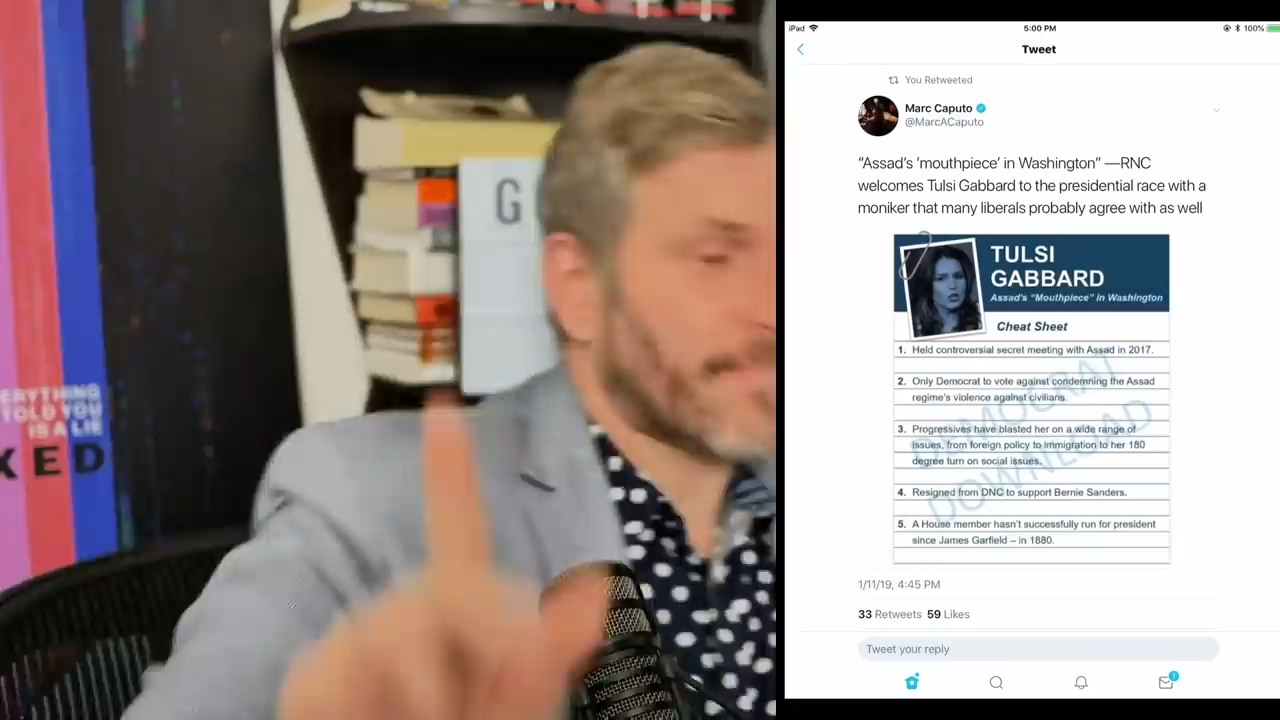 G
ERYTHING
TOLD YOU
IS A LIE
XED
iPad
5:00 PM
100%
Tweet
You Retweeted
Marc Caputo
@MarcACaputo
“Assad’s ‘mouthpiece’ in Washington” —RNC
welcomes Tulsi Gabbard to the presidential race with a
moniker that many liberals probably agree with as well
TULSI
GABBARD
Assad's "Mouthpiece" in Washington
Cheat Sheet
1. Held controversial secret meeting with Assad in 2017.
2. Only Democrat to vote against condemning the Assad
regime's violence against civilians.
3. Progressives have blasted her on a wide range of
issues, from foreign policy to immigration to her 180
degree turn on social issues.
4. Resigned from DNC to support Bernie Sanders.
5. A House member hasn't successfully run for president
since James Garfield – in 1880.
DEMOCRAT
DOWNLOAD
1/11/19, 4:45 PM
33 Retweets 59 Likes
Tweet your reply
1